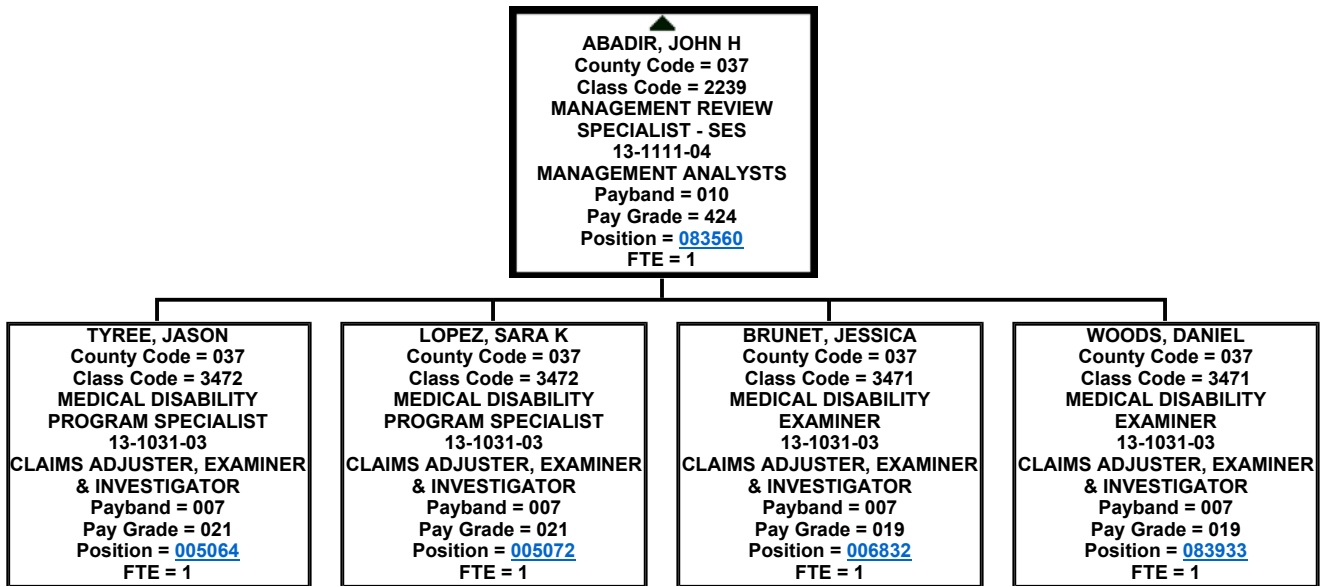 ABADIR, JOHN H
County Code = 037
Class Code = 2239
MANAGEMENT REVIEW
SPECIALIST - SES
13-1111-04
MANAGEMENT ANALYSTS
Payband = 010
Pay Grade = 424
Position = 083560
FTE = 1
TYREE, JASON
County Code = 037
Class Code = 3472
MEDICAL DISABILITY
PROGRAM SPECIALIST
13-1031-03
CLAIMS ADJUSTER, EXAMINER
& INVESTIGATOR
Payband = 007
Pay Grade = 021
Position = 005064
FTE = 1
LOPEZ, SARA K
County Code = 037
Class Code = 3472
MEDICAL DISABILITY
PROGRAM SPECIALIST
13-1031-03
CLAIMS ADJUSTER, EXAMINER
& INVESTIGATOR
Payband = 007
Pay Grade = 021
Position = 005072
FTE = 1
BRUNET, JESSICA
County Code = 037
Class Code = 3471
MEDICAL DISABILITY
EXAMINER
13-1031-03
CLAIMS ADJUSTER, EXAMINER
& INVESTIGATOR
Payband = 007
Pay Grade = 019
Position = 006832
FTE = 1
WOODS, DANIEL
County Code = 037
Class Code = 3471
MEDICAL DISABILITY
EXAMINER
13-1031-03
CLAIMS ADJUSTER, EXAMINER
& INVESTIGATOR
Payband = 007
Pay Grade = 019
Position = 083933
FTE = 1